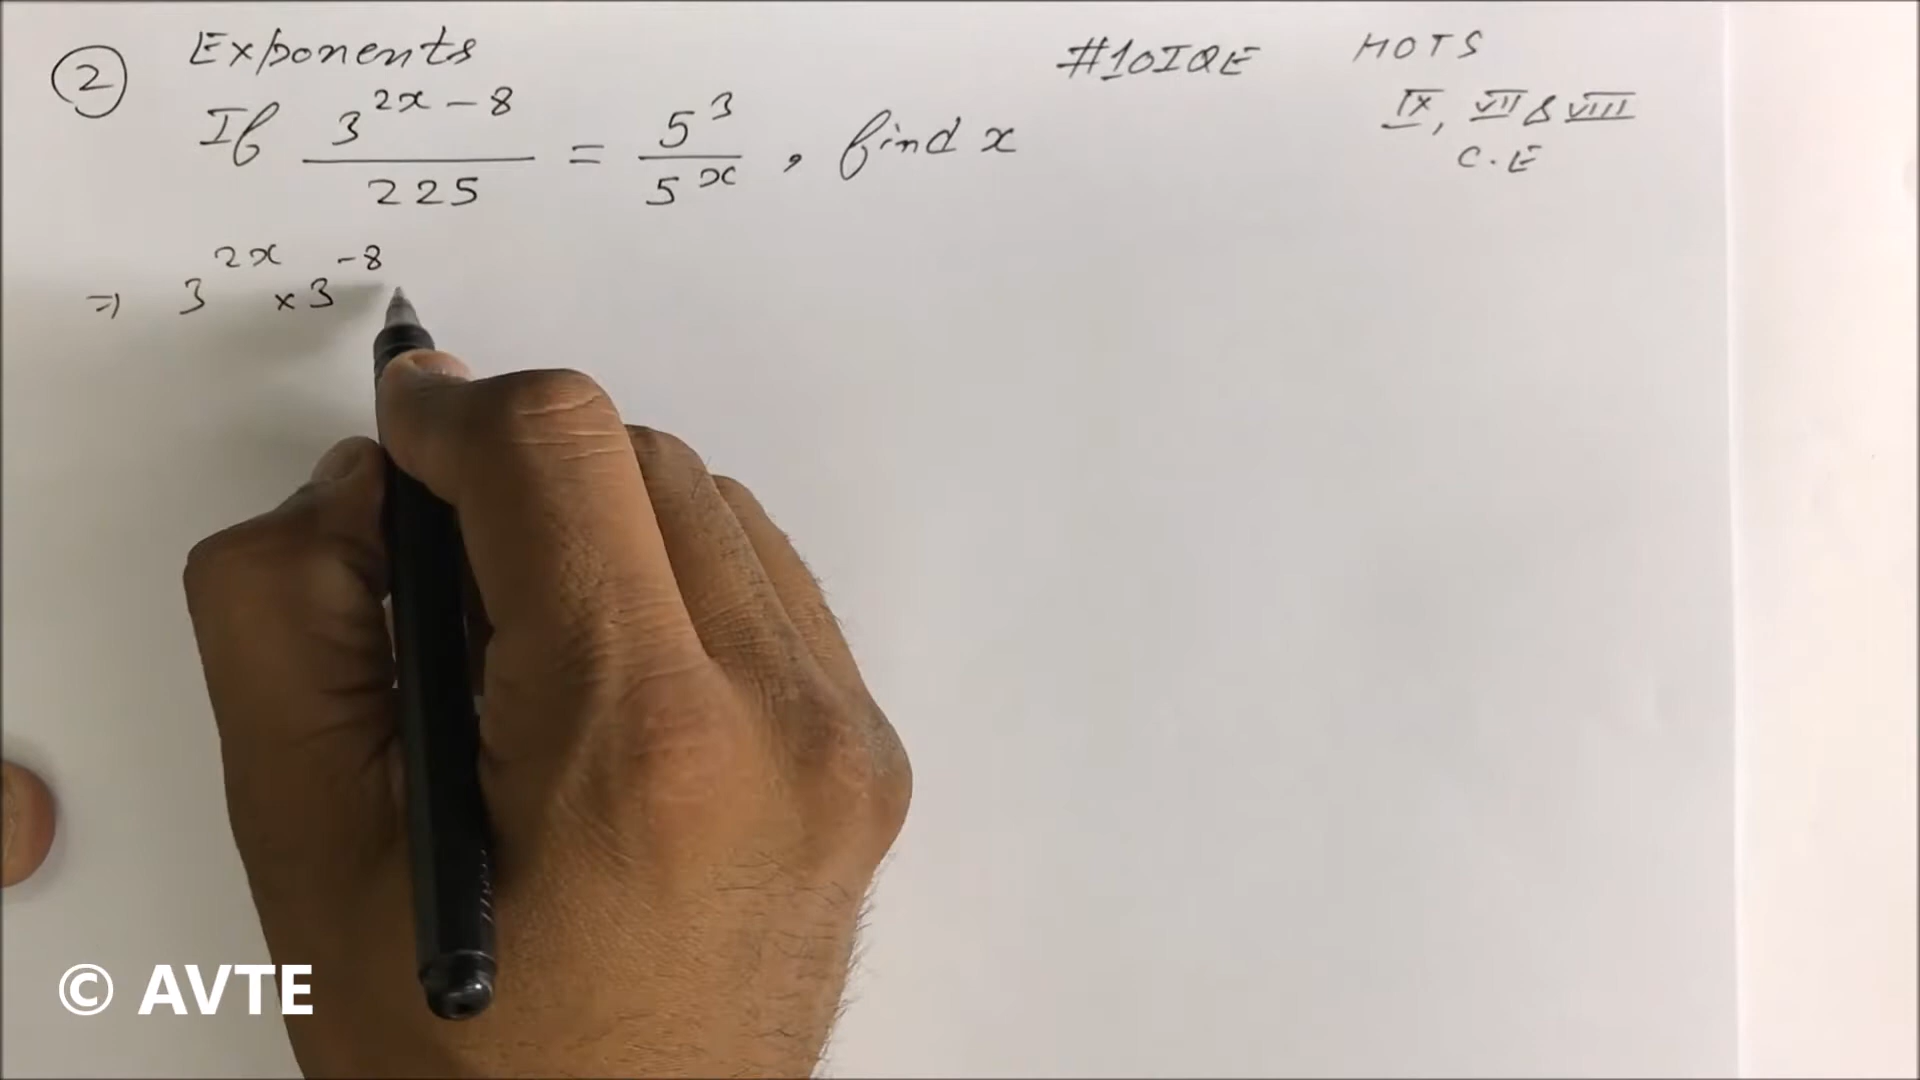 ② Exponents #10IQE HOTS
IX, VII & VIII
C.E
If 3^(2x-8) / 225 = 5^3 / 5^x , find x
⇒ 3^2x × 3^-8
© AVTE